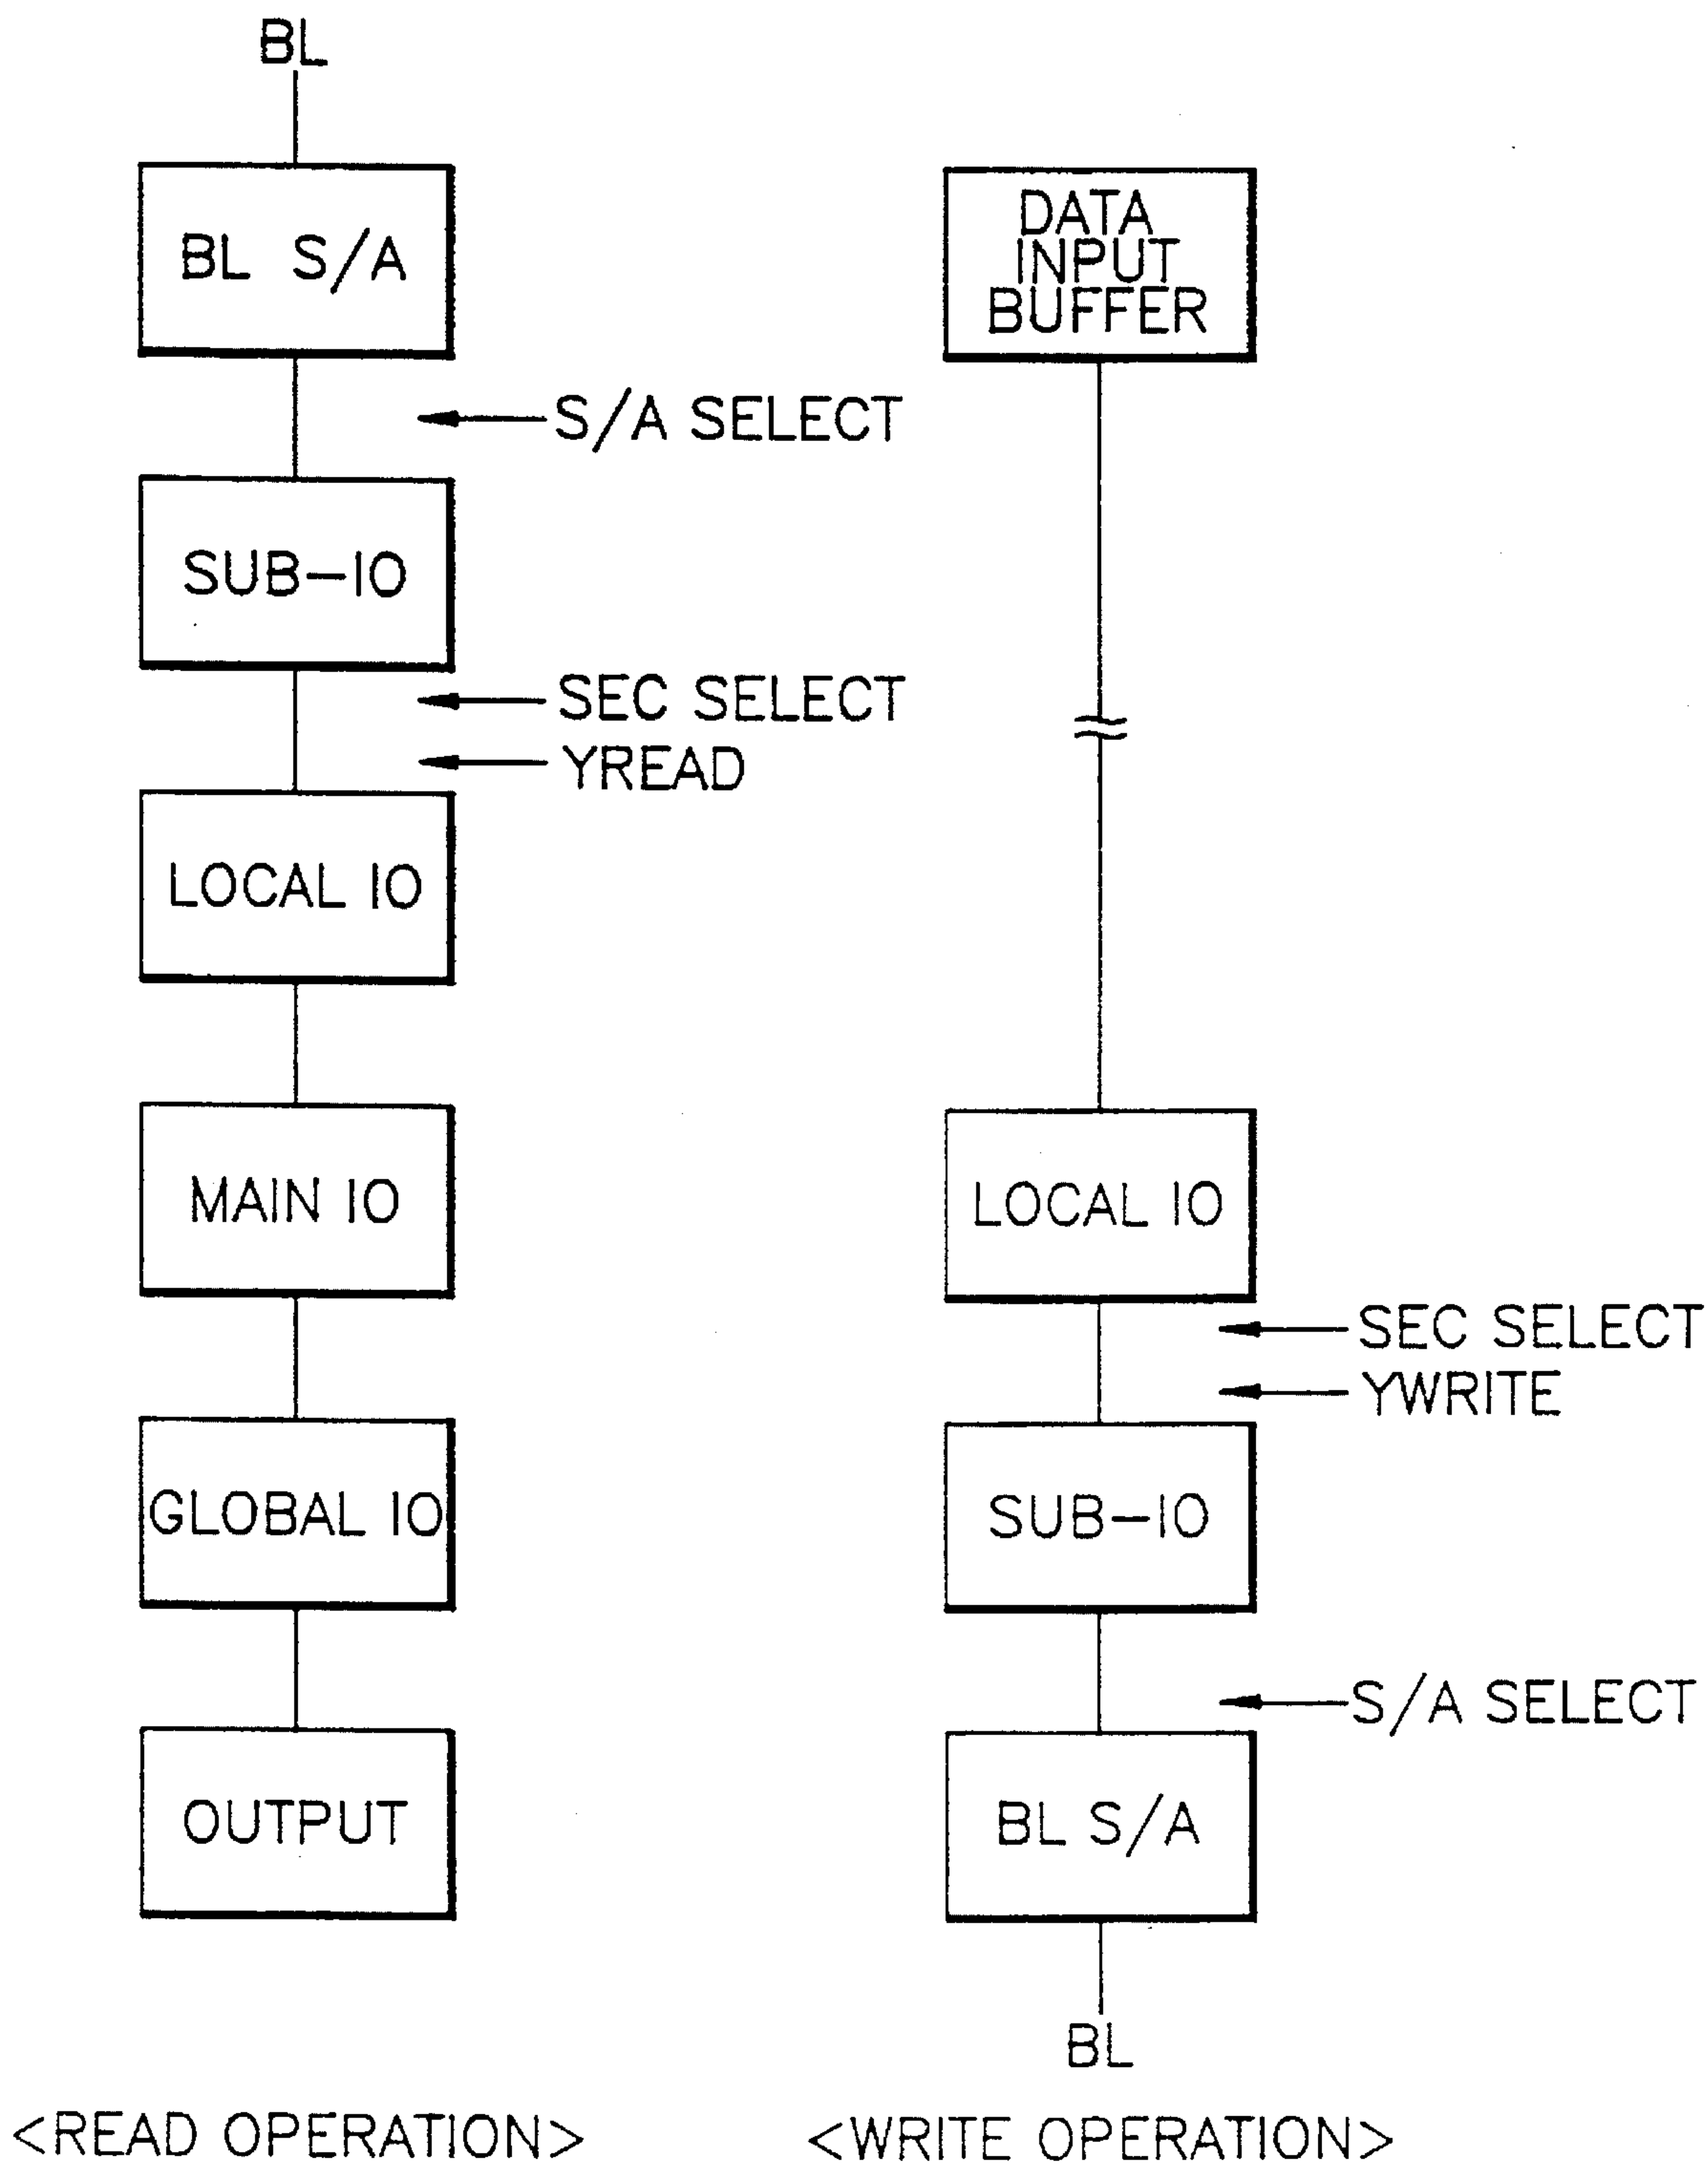 BL
BL S/A
S/A SELECT
SUB-IO
SEC SELECT
YREAD
LOCAL IO
MAIN IO
GLOBAL IO
OUTPUT
<READ OPERATION>
DATA
INPUT
BUFFER
LOCAL IO
SEC SELECT
YWRITE
SUB-IO
S/A SELECT
BL S/A
BL
<WRITE OPERATION>